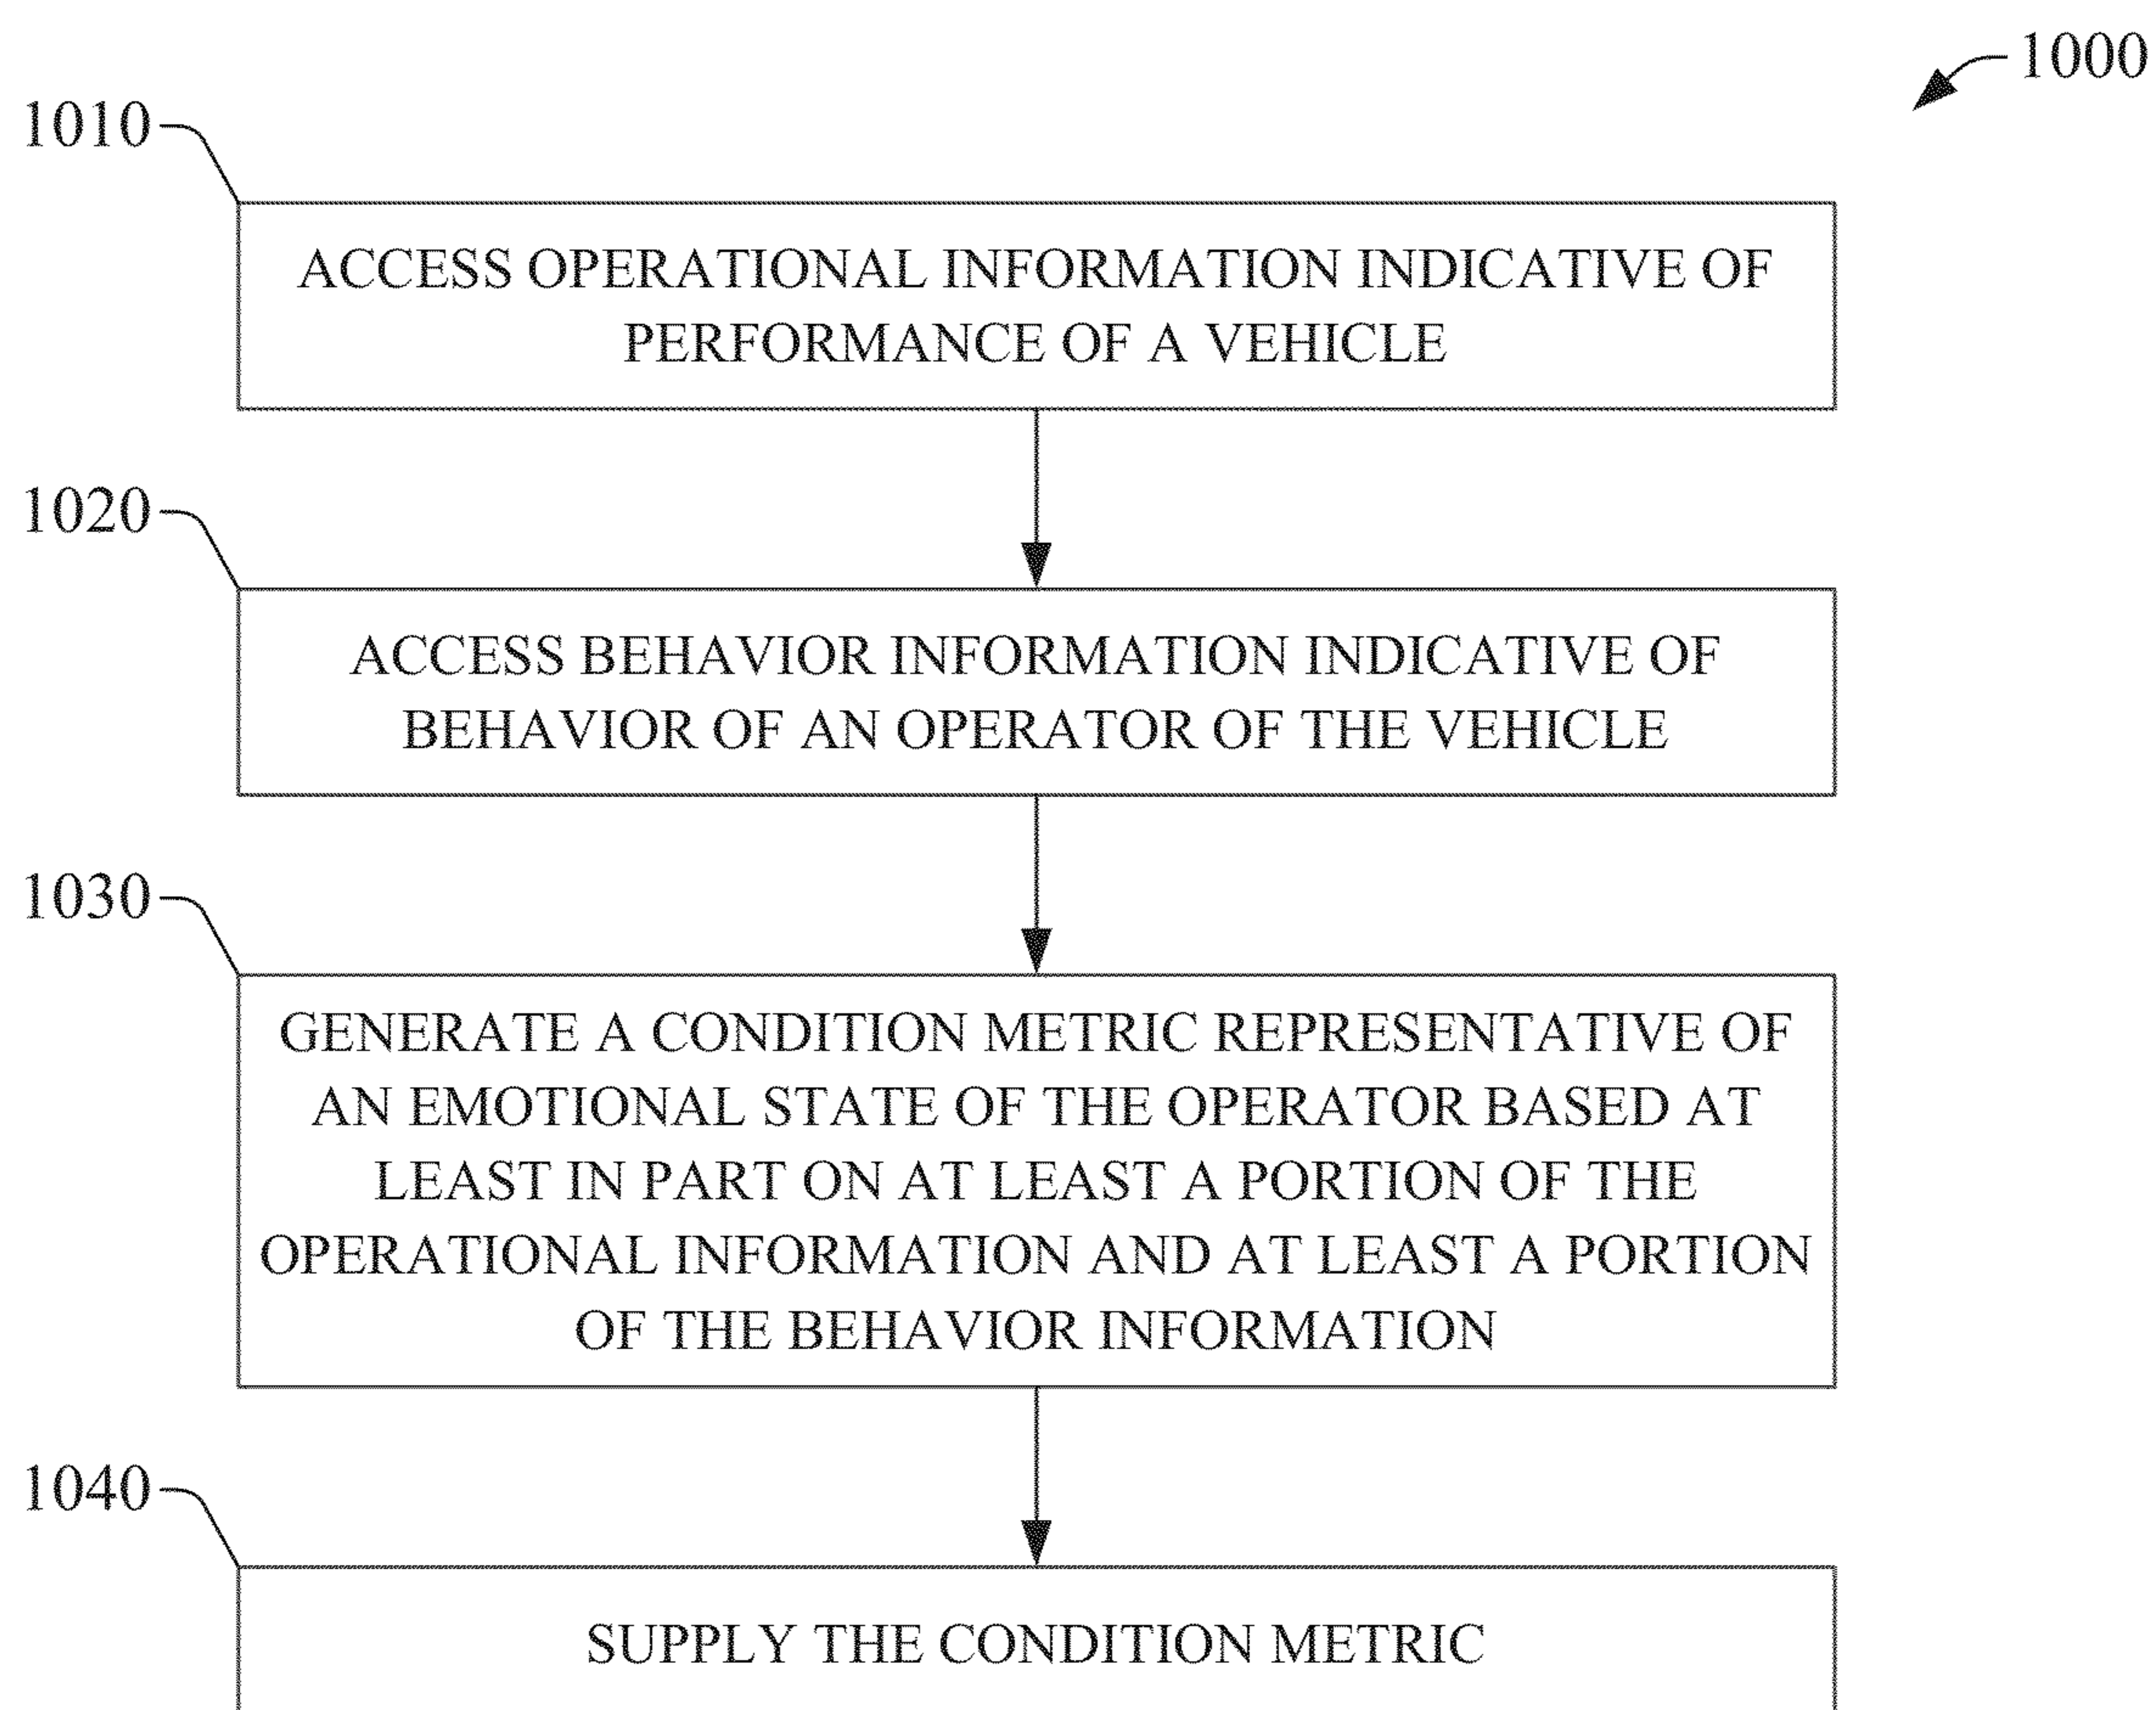 1000
1010
ACCESS OPERATIONAL INFORMATION INDICATIVE OF
PERFORMANCE OF A VEHICLE
1020
ACCESS BEHAVIOR INFORMATION INDICATIVE OF
BEHAVIOR OF AN OPERATOR OF THE VEHICLE
1030
GENERATE A CONDITION METRIC REPRESENTATIVE OF
AN EMOTIONAL STATE OF THE OPERATOR BASED AT
LEAST IN PART ON AT LEAST A PORTION OF THE
OPERATIONAL INFORMATION AND AT LEAST A PORTION
OF THE BEHAVIOR INFORMATION
1040
SUPPLY THE CONDITION METRIC